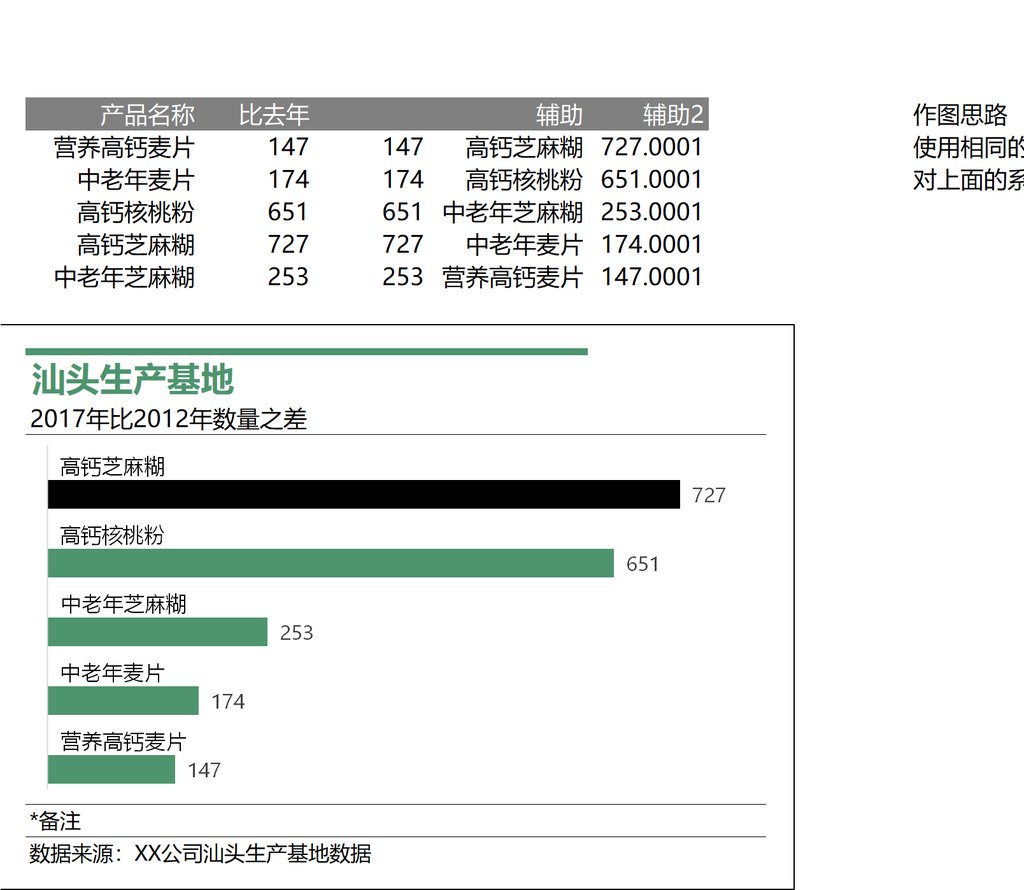 产品名称 比去年 辅助 辅助2
营养高钙麦片 147 147 高钙芝麻糊 727.0001
中老年麦片 174 174 高钙核桃粉 651.0001
高钙核桃粉 651 651 中老年芝麻糊 253.0001
高钙芝麻糊 727 727 中老年麦片 174.0001
中老年芝麻糊 253 253 营养高钙麦片 147.0001
作图思路
使用相同的
对上面的系
汕头生产基地
2017年比2012年数量之差
高钙芝麻糊
727
高钙核桃粉
651
中老年芝麻糊
253
中老年麦片
174
营养高钙麦片
147
*备注
数据来源：XX公司汕头生产基地数据